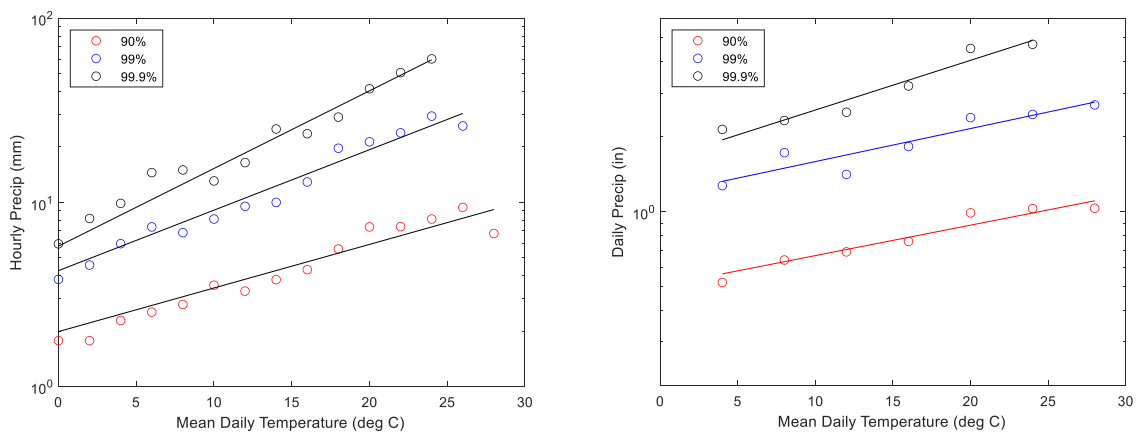 10^2
90%
99%
99.9%
10^1
10^0
Hourly Precip (mm)
0 5 10 15 20 25 30
Mean Daily Temperature (deg C)
90%
99%
99.9%
10^0
Daily Precip (in)
0 5 10 15 20 25 30
Mean Daily Temperature (deg C)